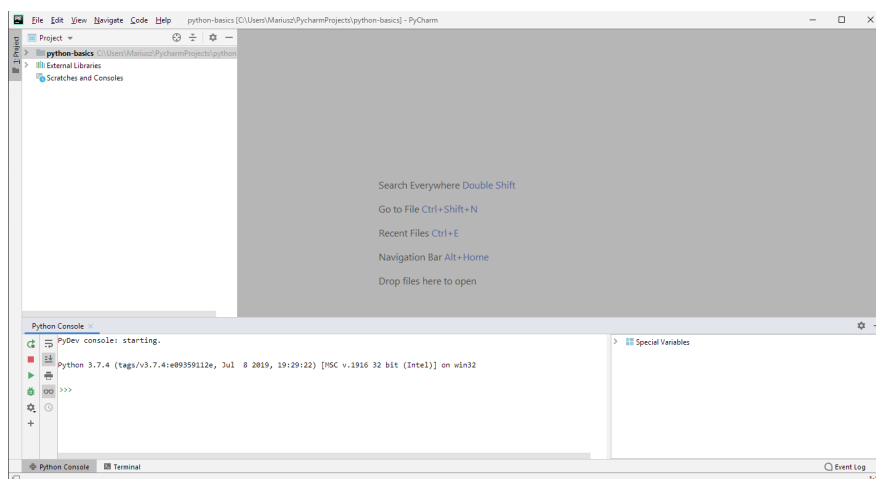 File Edit View Navigate Code Help python-basics [C:\Users\Mariusz\PycharmProjects\python-basics] - PyCharm
1: Project
Project
python-basics C:\Users\Mariusz\PycharmProjects\python
External Libraries
Scratches and Consoles
Search Everywhere Double Shift
Go to File Ctrl+Shift+N
Recent Files Ctrl+E
Navigation Bar Alt+Home
Drop files here to open
Python Console
PyDev console: starting.
Python 3.7.4 (tags/v3.7.4:e09359112e, Jul  8 2019, 19:29:22) [MSC v.1916 32 bit (Intel)] on win32
>>>
Special Variables
Python Console Terminal Event Log